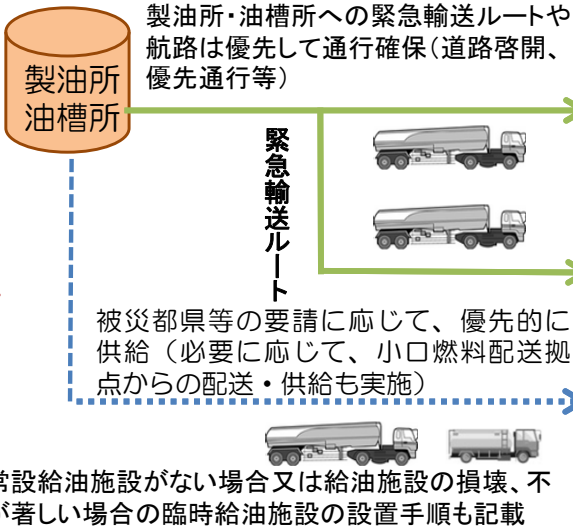 製油所・油槽所への緊急輸送ルートや
航路は優先して通行確保（道路啓開、
優先通行等）
製油所
油槽所
緊急輸送ルート
被災都県等の要請に応じて、優先的に
供給（必要に応じて、小口燃料配送拠
点からの配送・供給も実施）
常設給油施設がない場合又は給油施設の損壊、不
が著しい場合の臨時給油施設の設置手順も記載